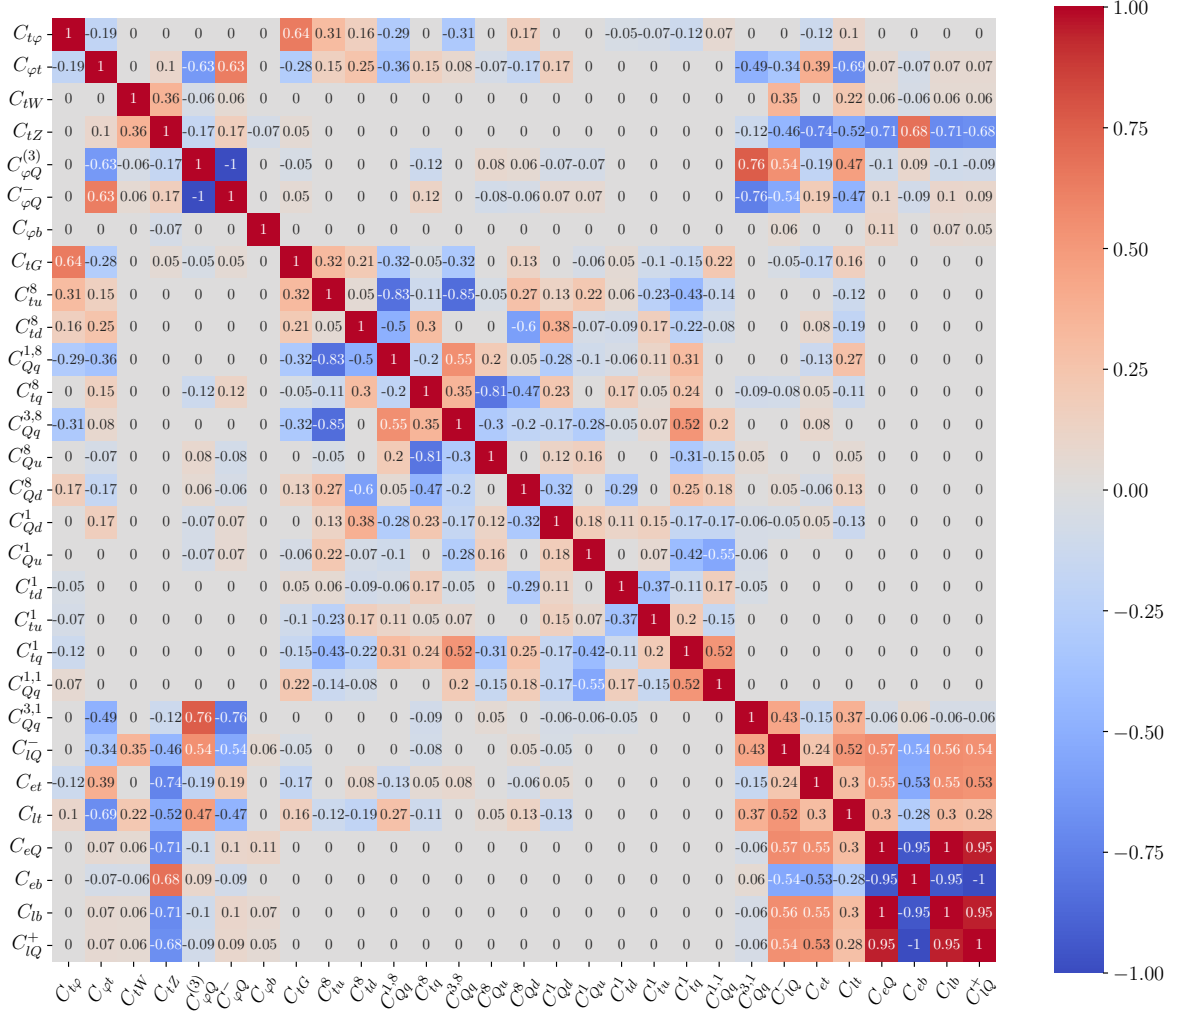 C_{tφ} 1 -0.19 0 0 0 0 0 0.64 0.31 0.16 -0.29 0 -0.31 0 0.17 0 0 -0.05 -0.07 -0.12 0.07 0 0 -0.12 0.1 0 0 0 0
C_{φt} -0.19 1 0 0.1 -0.63 0.63 0 -0.28 0.15 0.25 -0.36 0.15 0.08 -0.07 -0.17 0.17 0 0 0 0 0 -0.49 -0.34 0.39 -0.69 0.07 -0.07 0.07 0.07
C_{tW} 0 0 1 0.36 -0.06 0.06 0 0 0 0 0 0 0 0 0 0 0 0 0 0 0 0 0.35 0 0.22 0.06 -0.06 0.06 0.06
C_{tZ} 0 0.1 0.36 1 -0.17 0.17 -0.07 0.05 0 0 0 0 0 0 0 0 0 0 0 0 0 -0.12 -0.46 -0.74 -0.52 -0.71 0.68 -0.71 -0.68
C_{φQ}^{(3)} 0 -0.63 -0.06 -0.17 1 -1 0 -0.05 0 0 0 -0.12 0 0.08 0.06 -0.07 -0.07 0 0 0 0 0.76 0.54 -0.19 0.47 -0.1 0.09 -0.1 -0.09
C_{φQ}^{-} 0 0.63 0.06 0.17 -1 1 0 0.05 0 0 0 0.12 0 -0.08 -0.06 0.07 0.07 0 0 0 0 -0.76 -0.54 0.19 -0.47 0.1 -0.09 0.1 0.09
C_{φb} 0 0 0 -0.07 0 0 1 0 0 0 0 0 0 0 0 0 0 0 0 0 0 0 0.06 0 0 0.11 0 0.07 0.05
C_{tG} 0.64 -0.28 0 0.05 -0.05 0.05 0 1 0.32 0.21 -0.32 -0.05 -0.32 0 0.13 0 -0.06 0.05 -0.1 -0.15 0.22 0 -0.05 -0.17 0.16 0 0 0 0
C_{tu}^{8} 0.31 0.15 0 0 0 0 0 0.32 1 0.05 -0.83 -0.11 -0.85 -0.05 0.27 0.13 0.22 0.06 -0.23 -0.43 -0.14 0 0 0 -0.12 0 0 0 0
C_{td}^{8} 0.16 0.25 0 0 0 0 0 0.21 0.05 1 -0.5 0.3 0 0 -0.6 0.38 -0.07 -0.09 0.17 -0.22 -0.08 0 0 0.08 -0.19 0 0 0 0
C_{Qq}^{1,8} -0.29 -0.36 0 0 0 0 0 -0.32 -0.83 -0.5 1 -0.2 0.55 0.2 0.05 -0.28 -0.1 -0.06 0.11 0.31 0 0 0 -0.13 0.27 0 0 0 0
C_{tq}^{8} 0 0.15 0 0 -0.12 0.12 0 -0.05 -0.11 0.3 -0.2 1 0.35 -0.81 -0.47 0.23 0 0.17 0.05 0.24 0 -0.09 -0.08 0.05 -0.11 0 0 0 0
C_{Qq}^{3,8} -0.31 0.08 0 0 0 0 0 -0.32 -0.85 0 0.55 0.35 1 -0.3 -0.2 -0.17 -0.28 -0.05 0.07 0.52 0.2 0 0 0.08 0 0 0 0 0
C_{Qu}^{8} 0 -0.07 0 0 0.08 -0.08 0 0 -0.05 0 0.2 -0.81 -0.3 1 0 0.12 0.16 0 0 -0.31 -0.15 0.05 0 0 0.05 0 0 0 0
C_{Qd}^{8} 0.17 -0.17 0 0 0.06 -0.06 0 0.13 0.27 -0.6 0.05 -0.47 -0.2 0 1 -0.32 0 -0.29 0 0.25 0.18 0 0.05 -0.06 0.13 0 0 0 0
C_{Qd}^{1} 0 0.17 0 0 -0.07 0.07 0 0 0.13 0.38 -0.28 0.23 -0.17 0.12 -0.32 1 0.18 0.11 0.15 -0.17 -0.17 -0.06 -0.05 0.05 -0.13 0 0 0 0
C_{Qu}^{1} 0 0 0 0 -0.07 0.07 0 -0.06 0.22 -0.07 -0.1 0 -0.28 0.16 0 0.18 1 0 0.07 -0.42 -0.55 -0.06 0 0 0 0 0 0 0
C_{td}^{1} -0.05 0 0 0 0 0 0 0.05 0.06 -0.09 -0.06 0.17 -0.05 0 -0.29 0.11 0 1 -0.37 -0.11 0.17 -0.05 0 0 0 0 0 0 0
C_{tu}^{1} -0.07 0 0 0 0 0 0 -0.1 -0.23 0.17 0.11 0.05 0.07 0 0 0.15 0.07 -0.37 1 0.2 -0.15 0 0 0 0 0 0 0 0
C_{tq}^{1} -0.12 0 0 0 0 0 0 -0.15 -0.43 -0.22 0.31 0.24 0.52 -0.31 0.25 -0.17 -0.42 -0.11 0.2 1 0.52 0 0 0 0 0 0 0 0
C_{Qq}^{1,1} 0.07 0 0 0 0 0 0 0.22 -0.14 -0.08 0 0 0.2 -0.15 0.18 -0.17 -0.55 0.17 -0.15 0.52 1 0 0 0 0 0 0 0 0
C_{Qq}^{3,1} 0 -0.49 0 -0.12 0.76 -0.76 0 0 0 0 0 -0.09 0 0.05 0 -0.06 -0.06 -0.05 0 0 0 1 0.43 -0.15 0.37 -0.06 0.06 -0.06 -0.06
C_{lQ}^{-} 0 -0.34 0.35 -0.46 0.54 -0.54 0.06 -0.05 0 0 0 -0.08 0 0 0.05 -0.05 0 0 0 0 0 0.43 1 0.24 0.52 0.57 -0.54 0.56 0.54
C_{et} -0.12 0.39 0 -0.74 -0.19 0.19 0 -0.17 0 0.08 -0.13 0.05 0.08 0 -0.06 0.05 0 0 0 0 0 -0.15 0.24 1 0.3 0.55 -0.53 0.55 0.53
C_{lt} 0.1 -0.69 0.22 -0.52 0.47 -0.47 0 0.16 -0.12 -0.19 0.27 -0.11 0 0.05 0.13 -0.13 0 0 0 0 0 0.37 0.52 0.3 1 0.3 -0.28 0.3 0.28
C_{eQ} 0 0.07 0.06 -0.71 -0.1 0.1 0.11 0 0 0 0 0 0 0 0 0 0 0 0 0 0 -0.06 0.57 0.55 0.3 1 -0.95 1 0.95
C_{eb} 0 -0.07 -0.06 0.68 0.09 -0.09 0 0 0 0 0 0 0 0 0 0 0 0 0 0 0 0.06 -0.54 -0.53 -0.28 -0.95 1 -0.95 -1
C_{lb} 0 0.07 0.06 -0.71 -0.1 0.1 0.07 0 0 0 0 0 0 0 0 0 0 0 0 0 0 -0.06 0.56 0.55 0.3 1 -0.95 1 0.95
C_{lQ}^{+} 0 0.07 0.06 -0.68 -0.09 0.09 0.05 0 0 0 0 0 0 0 0 0 0 0 0 0 0 -0.06 0.54 0.53 0.28 0.95 -1 0.95 1
C_{tφ} C_{φt} C_{tW} C_{tZ} C_{φQ}^{(3)} C_{φQ}^{-} C_{φb} C_{tG} C_{tu}^{8} C_{td}^{8} C_{Qq}^{1,8} C_{tq}^{8} C_{Qq}^{3,8} C_{Qu}^{8} C_{Qd}^{8} C_{Qd}^{1} C_{Qu}^{1} C_{td}^{1} C_{tu}^{1} C_{tq}^{1} C_{Qq}^{1,1} C_{Qq}^{3,1} C_{lQ}^{-} C_{et} C_{lt} C_{eQ} C_{eb} C_{lb} C_{lQ}^{+}
1.00
0.75
0.50
0.25
0.00
−0.25
−0.50
−0.75
−1.00